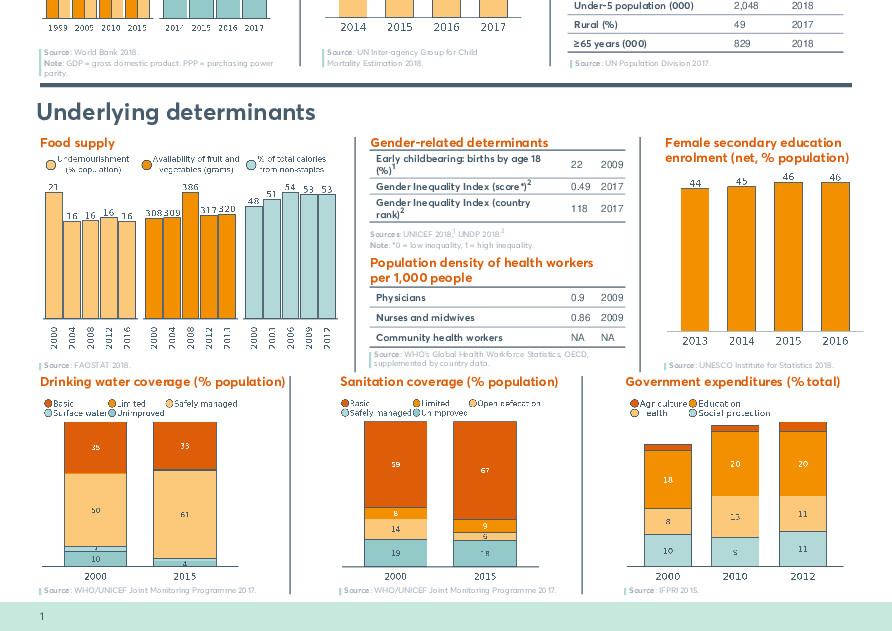 1999 2005 2010 2015
2014 2015 2016 2017
2014 2015 2016 2017
Under-5 population (000) 2,048 2018
Rural (%) 49 2017
≥65 years (000) 829 2018
Source: World Bank 2018.
Note: GDP = gross domestic product. PPP = purchasing power
parity.
Source: UN Inter-agency Group for Child
Mortality Estimation 2018.
Source: UN Population Division 2017.
Underlying determinants
Food supply
Undernourishment
(% population)
Availability of fruit and
vegetables (grams)
% of total calories
from non-staples
21 16 16 16 16
308 309 386 317 320
48 51 54 53 53
2000 2004 2008 2012 2016
2000 2004 2008 2012
2000 2003 2006 2009 2012
Source: FAOSTAT 2018.
Gender-related determinants
Early childbearing: births by age 18
(%)1 22 2009
Gender Inequality Index (score*)2 0.49 2017
Gender Inequality Index (country
rank)2 118 2017
Sources: UNICEF 2018,1 UNDP 2018.2
Note: *0 = low inequality, 1 = high inequality.
Population density of health workers
per 1,000 people
Physicians 0.9 2009
Nurses and midwives 0.86 2009
Community health workers NA NA
Source: WHO's Global Health Workforce Statistics, OECD,
supplemented by country data.
Female secondary education
enrolment (net, % population)
44 45 46 46
2013 2014 2015 2016
Source: UNESCO Institute for Statistics 2018.
Drinking water coverage (% population)
Basic Limited Safely managed
Surface water Unimproved
35
50
10
61
4
2000 2015
Source: WHO/UNICEF Joint Monitoring Programme 2017.
Sanitation coverage (% population)
Basic Limited Open defecation
Safely managed Unimproved
59 67
8 9
14 6
19 18
2000 2015
Source: WHO/UNICEF Joint Monitoring Programme 2017.
Government expenditures (% total)
Agriculture Education
Health Social protection
18 20 20
8 13 11
10 9 11
2000 2010 2012
Source: IFPRI 2015.
1